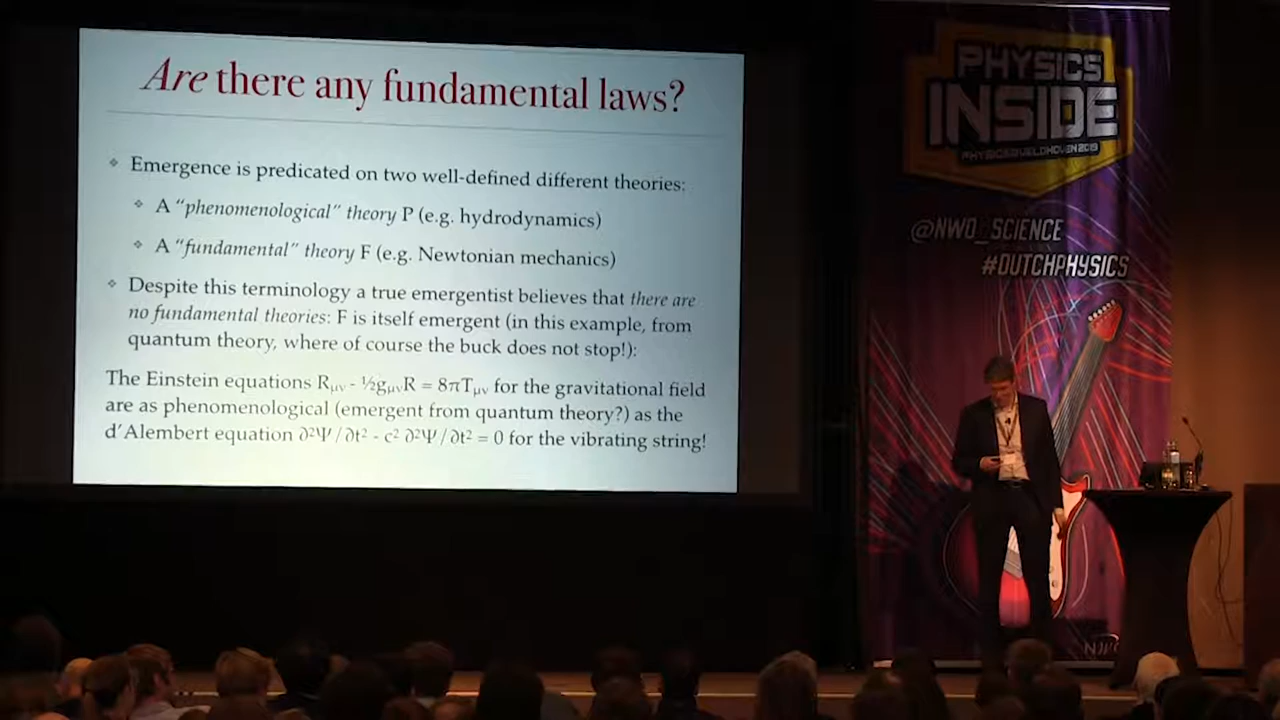 Are there any fundamental laws?
Emergence is predicated on two well-defined different theories:
A “phenomenological” theory P (e.g. hydrodynamics)
A “fundamental” theory F (e.g. Newtonian mechanics)
Despite this terminology a true emergentist believes that there are
no fundamental theories: F is itself emergent (in this example, from
quantum theory, where of course the buck does not stop!):
The Einstein equations Rμν - ½gμνR = 8πTμν for the gravitational field
are as phenomenological (emergent from quantum theory?) as the
d’Alembert equation ∂²Ψ/∂t² - c² ∂²Ψ/∂t² = 0 for the vibrating string!
PHYSICS
INSIDE
PHYSICS@VELDHOVEN 2019
@NWO_SCIENCE
#DUTCHPHYSICS
NWO